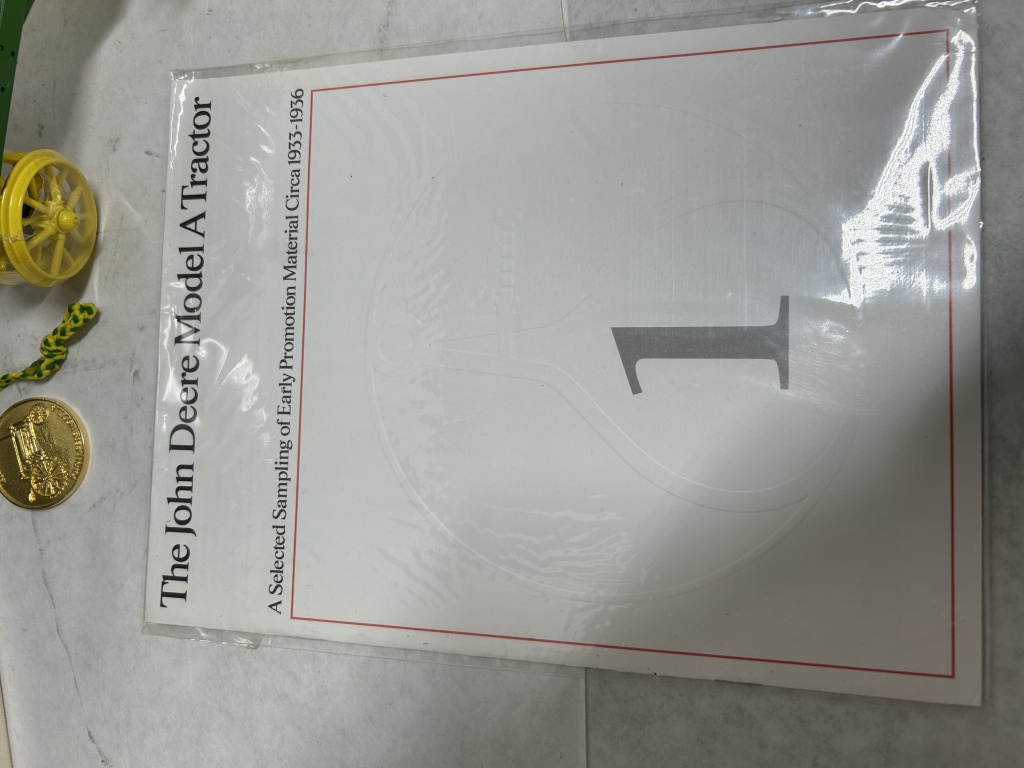 The John Deere Model A Tractor
A Selected Sampling of Early Promotion Material Circa 1933-1936
1